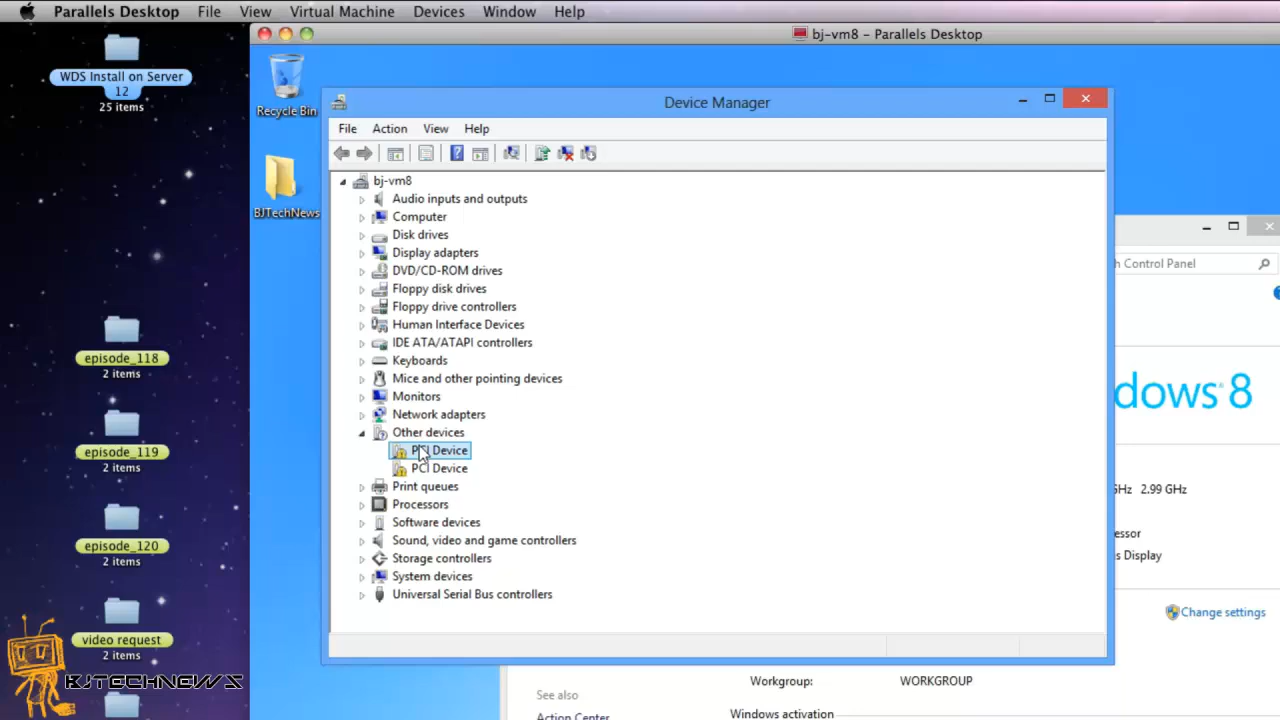 Parallels Desktop File View Virtual Machine Devices Window Help
bj-vm8 – Parallels Desktop
WDS Install on Server
12
25 items
episode_118
2 items
episode_119
2 items
episode_120
2 items
video request
2 items
BJTECHNEWS
Recycle Bin
BJTechNews
Device Manager
File Action View Help
bj-vm8
Audio inputs and outputs
Computer
Disk drives
Display adapters
DVD/CD-ROM drives
Floppy disk drives
Floppy drive controllers
Human Interface Devices
IDE ATA/ATAPI controllers
Keyboards
Mice and other pointing devices
Monitors
Network adapters
Other devices
PCI Device
PCI Device
Print queues
Processors
Software devices
Sound, video and game controllers
Storage controllers
System devices
Universal Serial Bus controllers
h Control Panel
dows 8
GHz 2.99 GHz
essor
s Display
Change settings
See also
Action Center
Workgroup: WORKGROUP
Windows activation